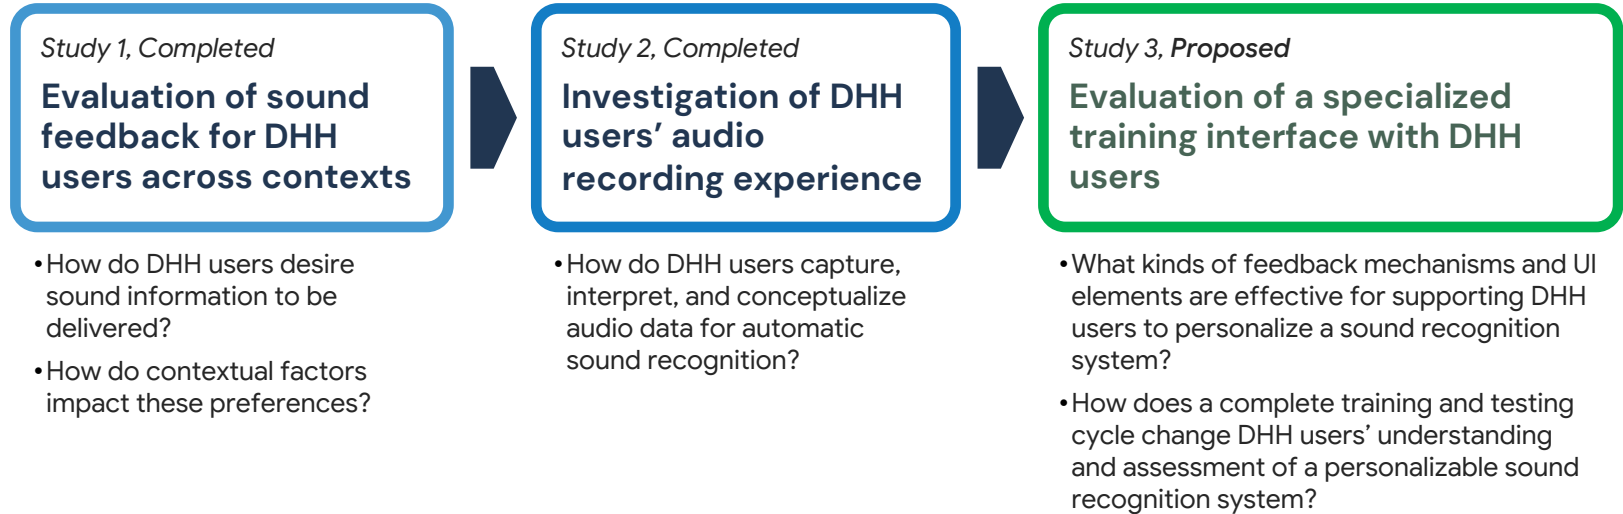 Study 1, Completed
Evaluation of sound
feedback for DHH
users across contexts
•How do DHH users desire
sound information to be
delivered?
•How do contextual factors
impact these preferences?
Study 2, Completed
Investigation of DHH
users’ audio
recording experience
•How do DHH users capture,
interpret, and conceptualize
audio data for automatic
sound recognition?
Study 3, Proposed
Evaluation of a specialized
training interface with DHH
users
•What kinds of feedback mechanisms and UI
elements are effective for supporting DHH
users to personalize a sound recognition
system?
•How does a complete training and testing
cycle change DHH users’ understanding
and assessment of a personalizable sound
recognition system?